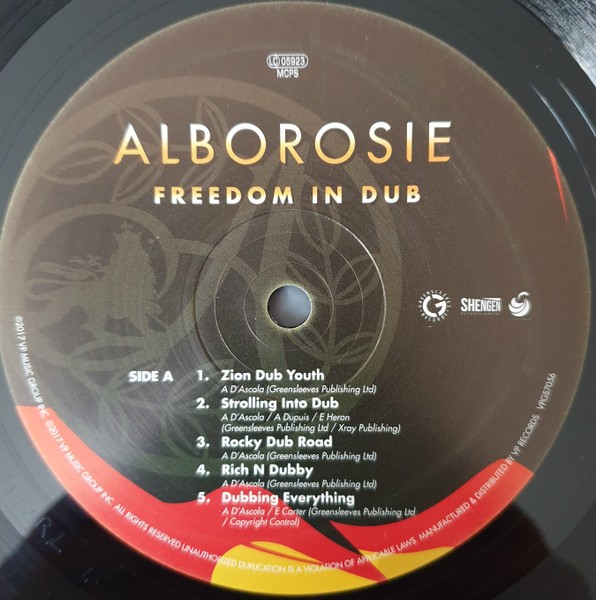 LC 05923
MCPS
ALBOROSIE
FREEDOM IN DUB
GREENSLEEVES RECORDS
G
SHENGEN
SIDE A
1. Zion Dub Youth
A D'Ascola (Greensleeves Publishing Ltd)
2. Strolling Into Dub
A D'Ascola / A Dupuis / E Heron
(Greensleeves Publishing Ltd / Xray Publishing)
3. Rocky Dub Road
A D'Ascola (Greensleeves Publishing Ltd)
4. Rich N Dubby
A D'Ascola (Greensleeves Publishing Ltd)
5. Dubbing Everything
A D'Ascola / E Carter (Greensleeves Publishing Ltd
/ Copyright Control)
℗2017 VP MUSIC GROUP INC. ©2017 VP MUSIC GROUP INC. ALL RIGHTS RESERVED UNAUTHORIZED DUPLICATION IS A VIOLATION OF APPLICABLE LAWS. MANUFACTURED & DISTRIBUTED BY VP RECORDS. VPGS7056